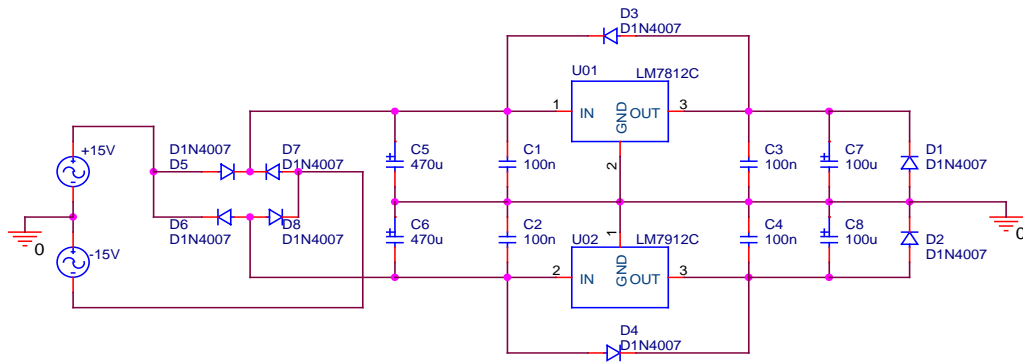 D3
D1N4007
U01
LM7812C
1
IN
GND
OUT
3
2
+15V
D1N4007
D5
D7
D1N4007
C5
470u
C1
100n
C3
100n
C7
100u
D1
D1N4007
0
-15V
D6
D1N4007
D8
D1N4007
C6
470u
C2
100n
U02
LM7912C
1
2
IN
GND
OUT
3
C4
100n
C8
100u
D2
D1N4007
0
D4
D1N4007